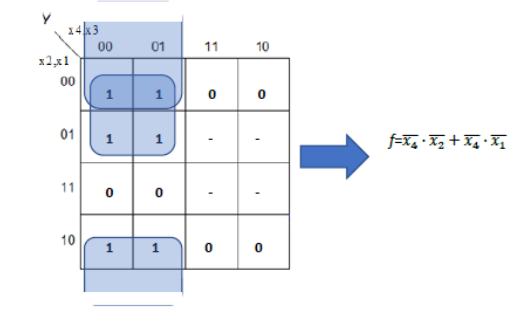 Y
x4,x3
x2,x1
00 01 11 10
00 1 1 0 0
01 1 1 - -
11 0 0 - -
10 1 1 0 0
f=x̅₄ · x̅₂ + x̅₄ · x̅₁